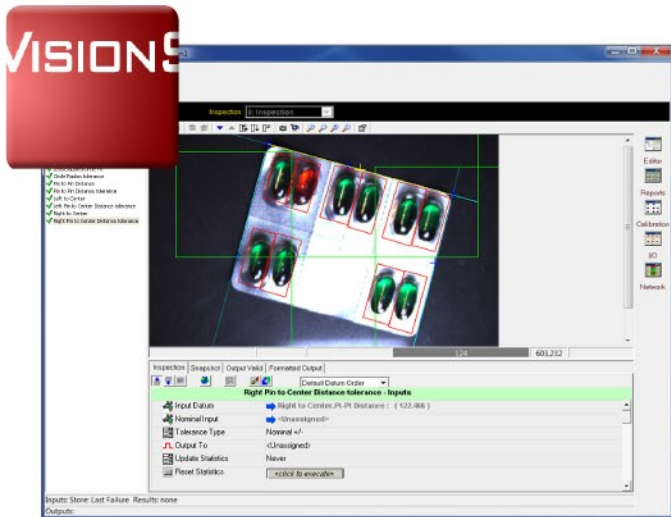 VISIONS
Inspection 0: Inspection
Circle Radius tolerance
Pin to Pin Distance
Pin to Pin Distance tolerance
Left to Center
Left Pin to Center Distance tolerance
Right to Center
Right Pin to Center Distance tolerance
Editor
Reports
Calibration
I/O
Network
124 603,232
Inspection Snapshot Output Valid Formatted Output
Default Datum Order
Right Pin to Center Distance tolerance - Inputs
Input Datum Right to Center.Pt-Pt Distance : ( 122.466 )
Nominal Input <Unassigned>
Tolerance Type Nominal +/-
Output To <Unassigned>
Update Statistics Never
Reset Statistics <click to execute>
Inputs: Store: Last Failure Results: none
Outputs: